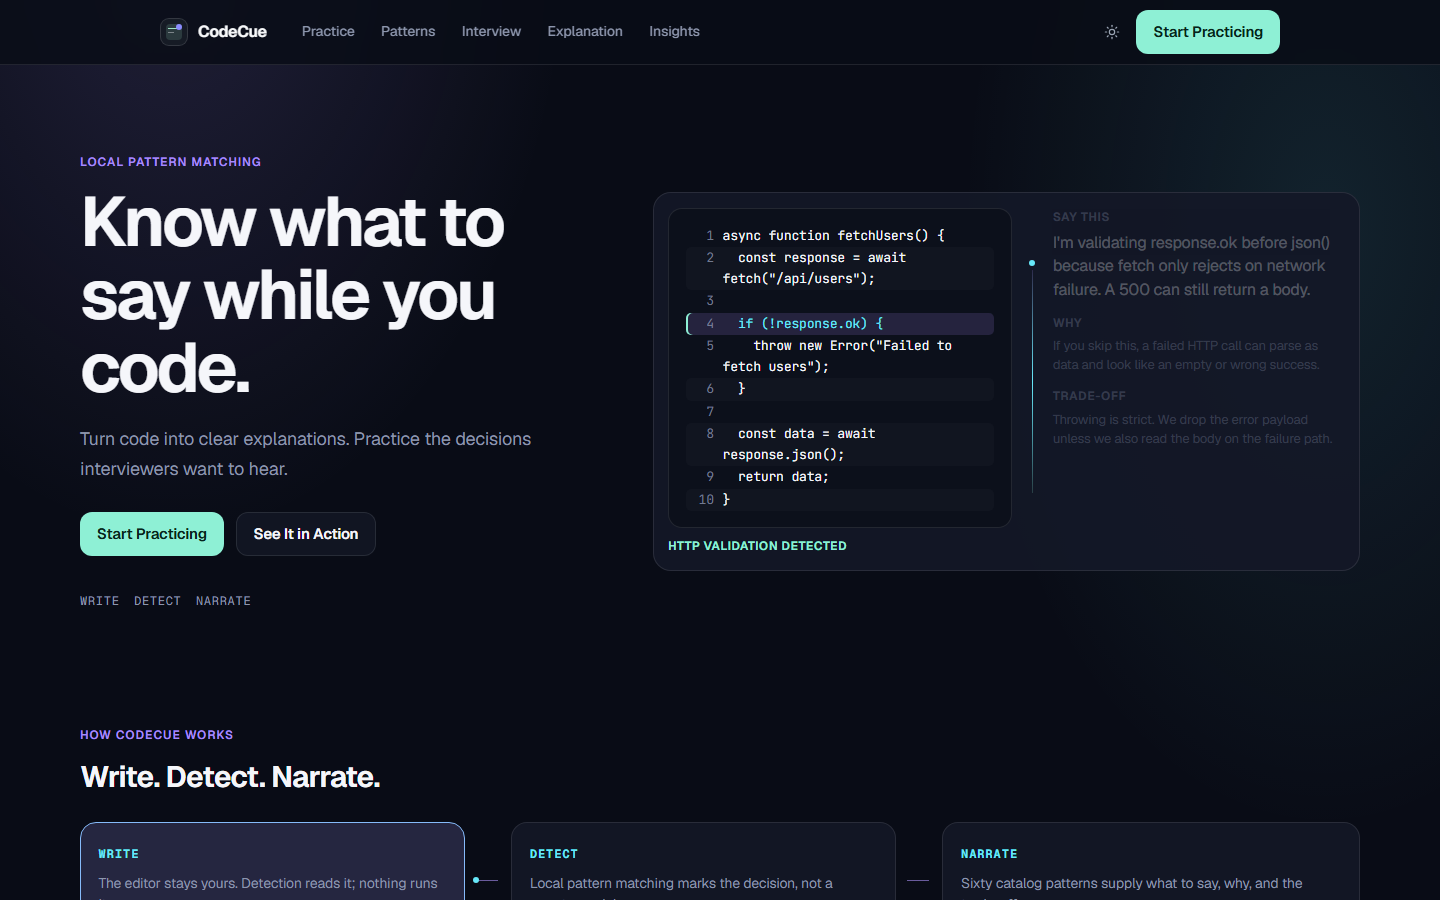 CodeCue
Practice
Patterns
Interview
Explanation
Insights
Start Practicing
LOCAL PATTERN MATCHING
Know what to
say while you
code.
Turn code into clear explanations. Practice the decisions
interviewers want to hear.
Start Practicing
See It in Action
WRITE DETECT NARRATE
1 async function fetchUsers() {
2 const response = await
fetch("/api/users");
3
4 if (!response.ok) {
5 throw new Error("Failed to
fetch users");
6 }
7
8 const data = await
response.json();
9 return data;
10 }
HTTP VALIDATION DETECTED
SAY THIS
I'm validating response.ok before json()
because fetch only rejects on network
failure. A 500 can still return a body.
WHY
If you skip this, a failed HTTP call can parse as
data and look like an empty or wrong success.
TRADE-OFF
Throwing is strict. We drop the error payload
unless we also read the body on the failure path.
HOW CODECUE WORKS
Write. Detect. Narrate.
WRITE
The editor stays yours. Detection reads it; nothing runs
DETECT
Local pattern matching marks the decision, not a
NARRATE
Sixty catalog patterns supply what to say, why, and the